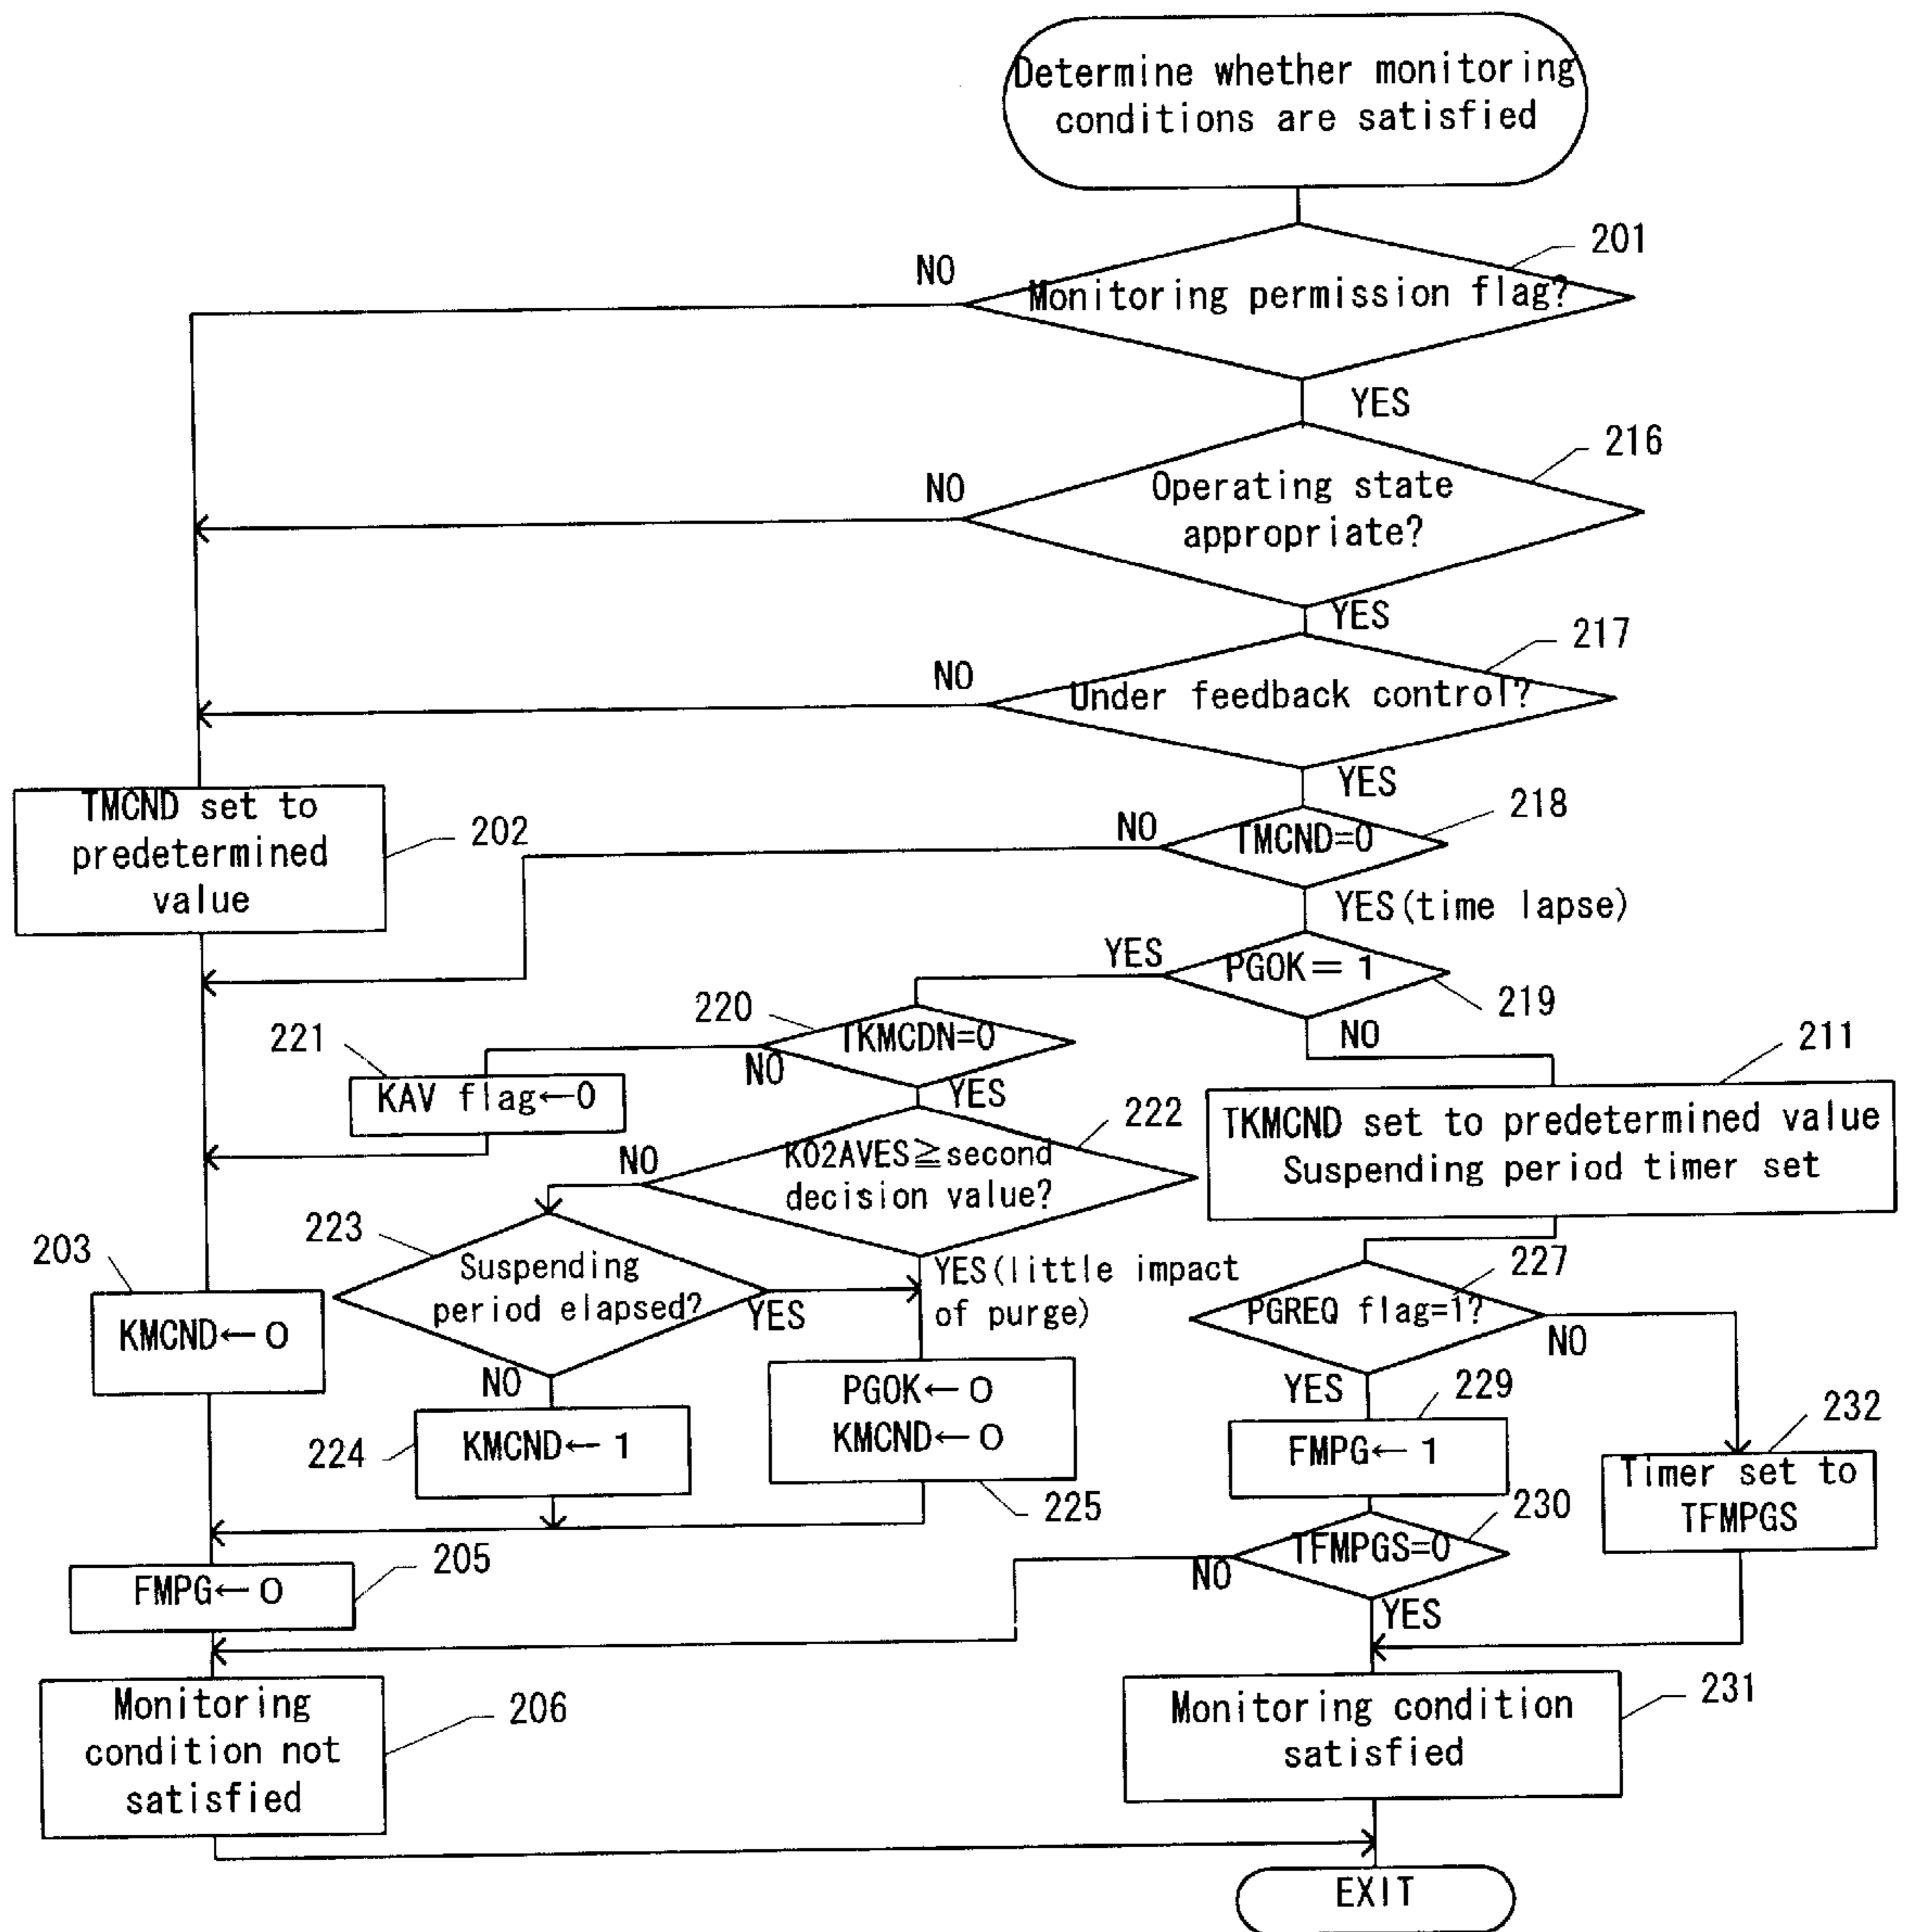 Determine whether monitoring
conditions are satisfied
201
NO
Monitoring permission flag?
YES
216
NO
Operating state
appropriate?
YES
217
NO
Under feedback control?
YES
TMCND set to
predetermined
value
202
218
NO
TMCND=0
YES(time lapse)
YES
PGOK=1
219
NO
220
TKMCDN=0
NO
YES
221
KAV flag←0
211
TKMCND set to predetermined value
Suspending period timer set
222
NO
KO2AVES≧second
decision value?
YES(little impact
of purge)
223
Suspending
period elapsed?
YES
NO
203
KMCND←0
227
PGREQ flag=1?
NO
YES
224
KMCND←1
PGOK←0
KMCND←0
225
229
FMPG←1
232
Timer set to
TFMPGS
230
TFMPGS=0
NO
YES
205
FMPG←0
Monitoring
condition not
satisfied
206
Monitoring condition
satisfied
231
EXIT